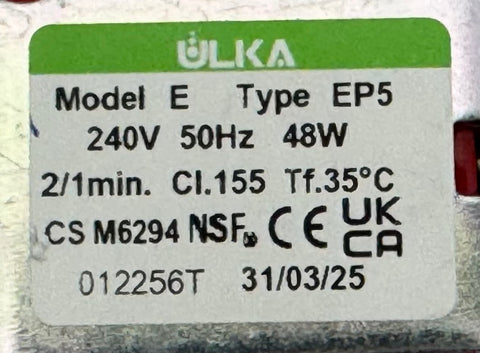 ULKA
Model E Type EP5
240V 50Hz 48W
2/1min. Cl.155 Tf.35°C
CS M6294 NSF CE UK CA
012256T 31/03/25